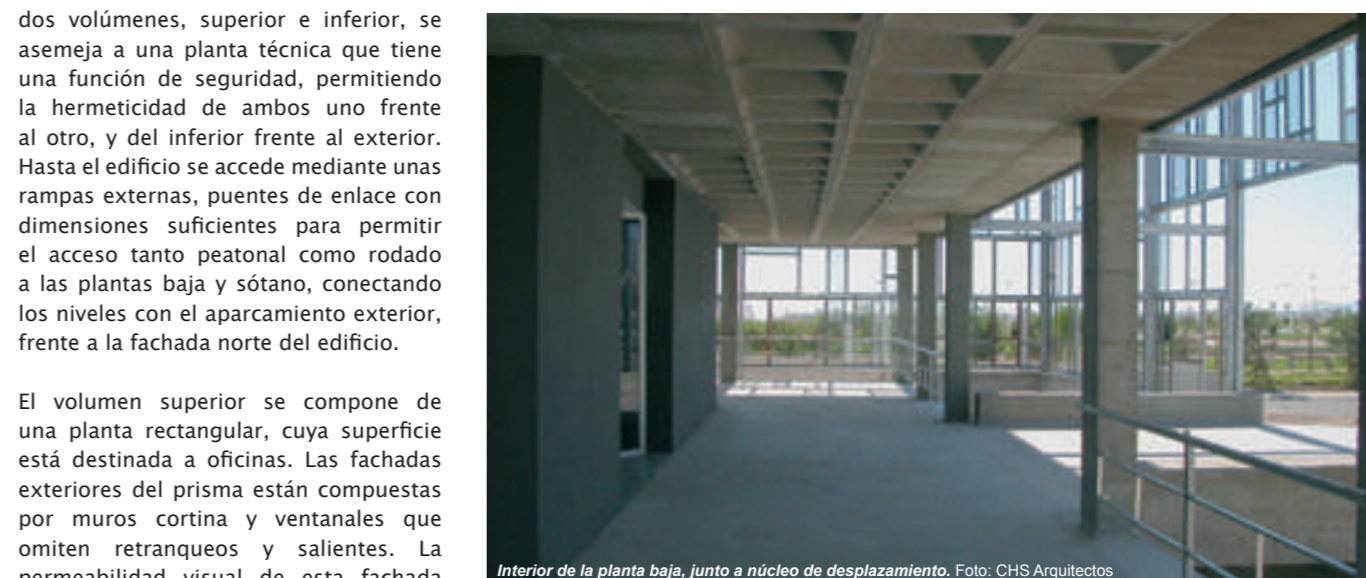 dos volúmenes, superior e inferior, se
asemeja a una planta técnica que tiene
una función de seguridad, permitiendo
la hermeticidad de ambos uno frente
al otro, y del inferior frente al exterior.
Hasta el edificio se accede mediante unas
rampas externas, puentes de enlace con
dimensiones suficientes para permitir
el acceso tanto peatonal como rodado
a las plantas baja y sótano, conectando
los niveles con el aparcamiento exterior,
frente a la fachada norte del edificio.
El volumen superior se compone de
una planta rectangular, cuya superficie
está destinada a oficinas. Las fachadas
exteriores del prisma están compuestas
por muros cortina y ventanales que
omiten retranqueos y salientes. La
permeabilidad visual de esta fachada
Interior de la planta baja, junto a núcleo de desplazamiento. Foto: CHS Arquitectos